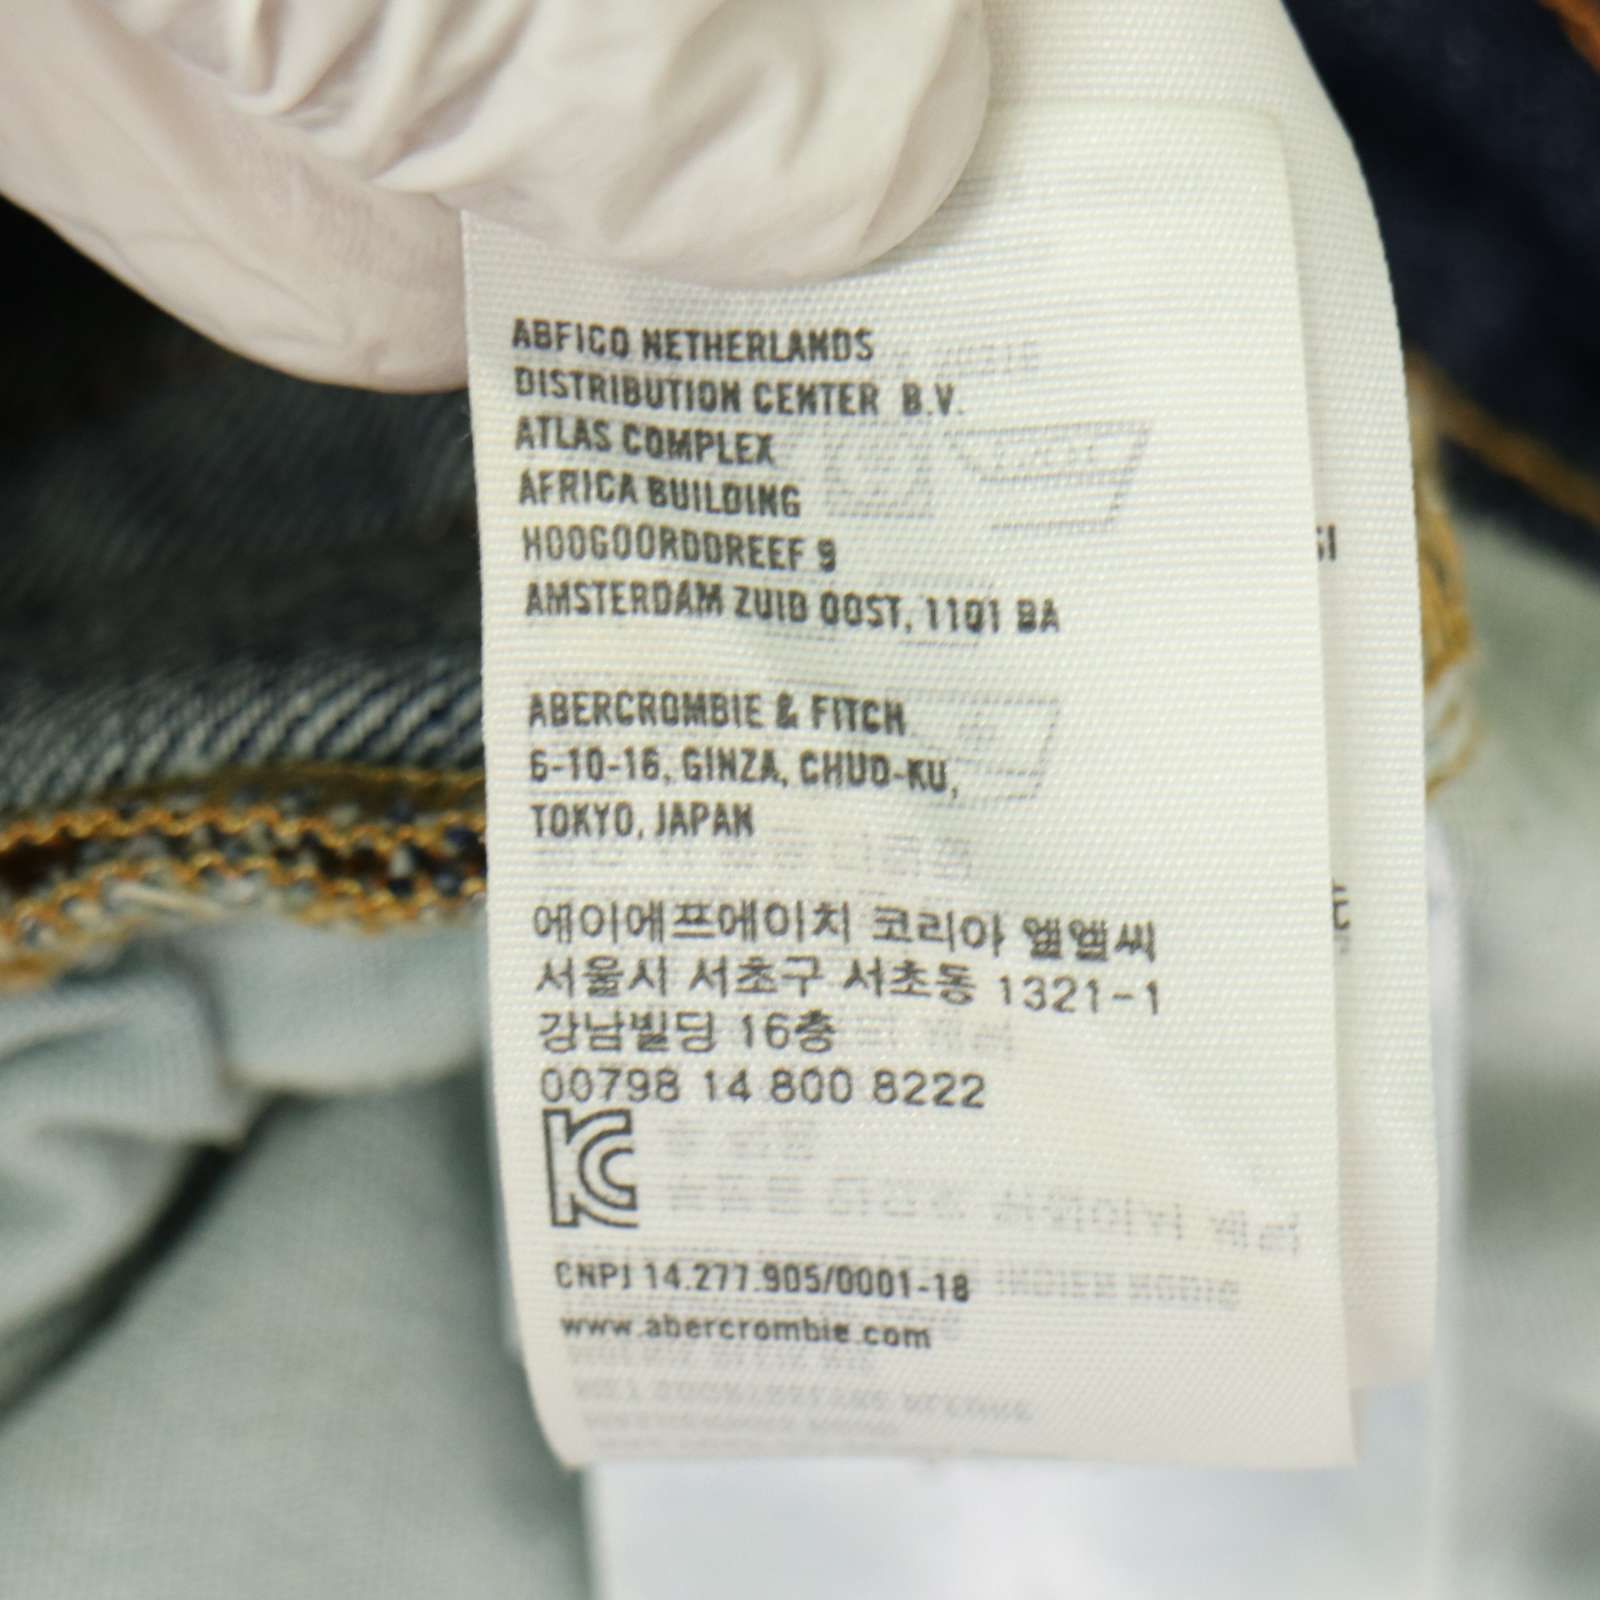 ABFICO NETHERLANDS
DISTRIBUTION CENTER B.V.
ATLAS COMPLEX
AFRICA BUILDING
HOOGOORDDREEF 9
AMSTERDAM ZUID OOST, 1101 BA
ABERCROMBIE & FITCH
6-10-16, GINZA, CHUO-KU,
TOKYO, JAPAN
에이에프에이치 코리아 엘엘씨
서울시 서초구 서초동 1321-1
강남빌딩 16층
00798 14 800 8222
KC
CNPJ 14.277.905/0001-18
www.abercrombie.com